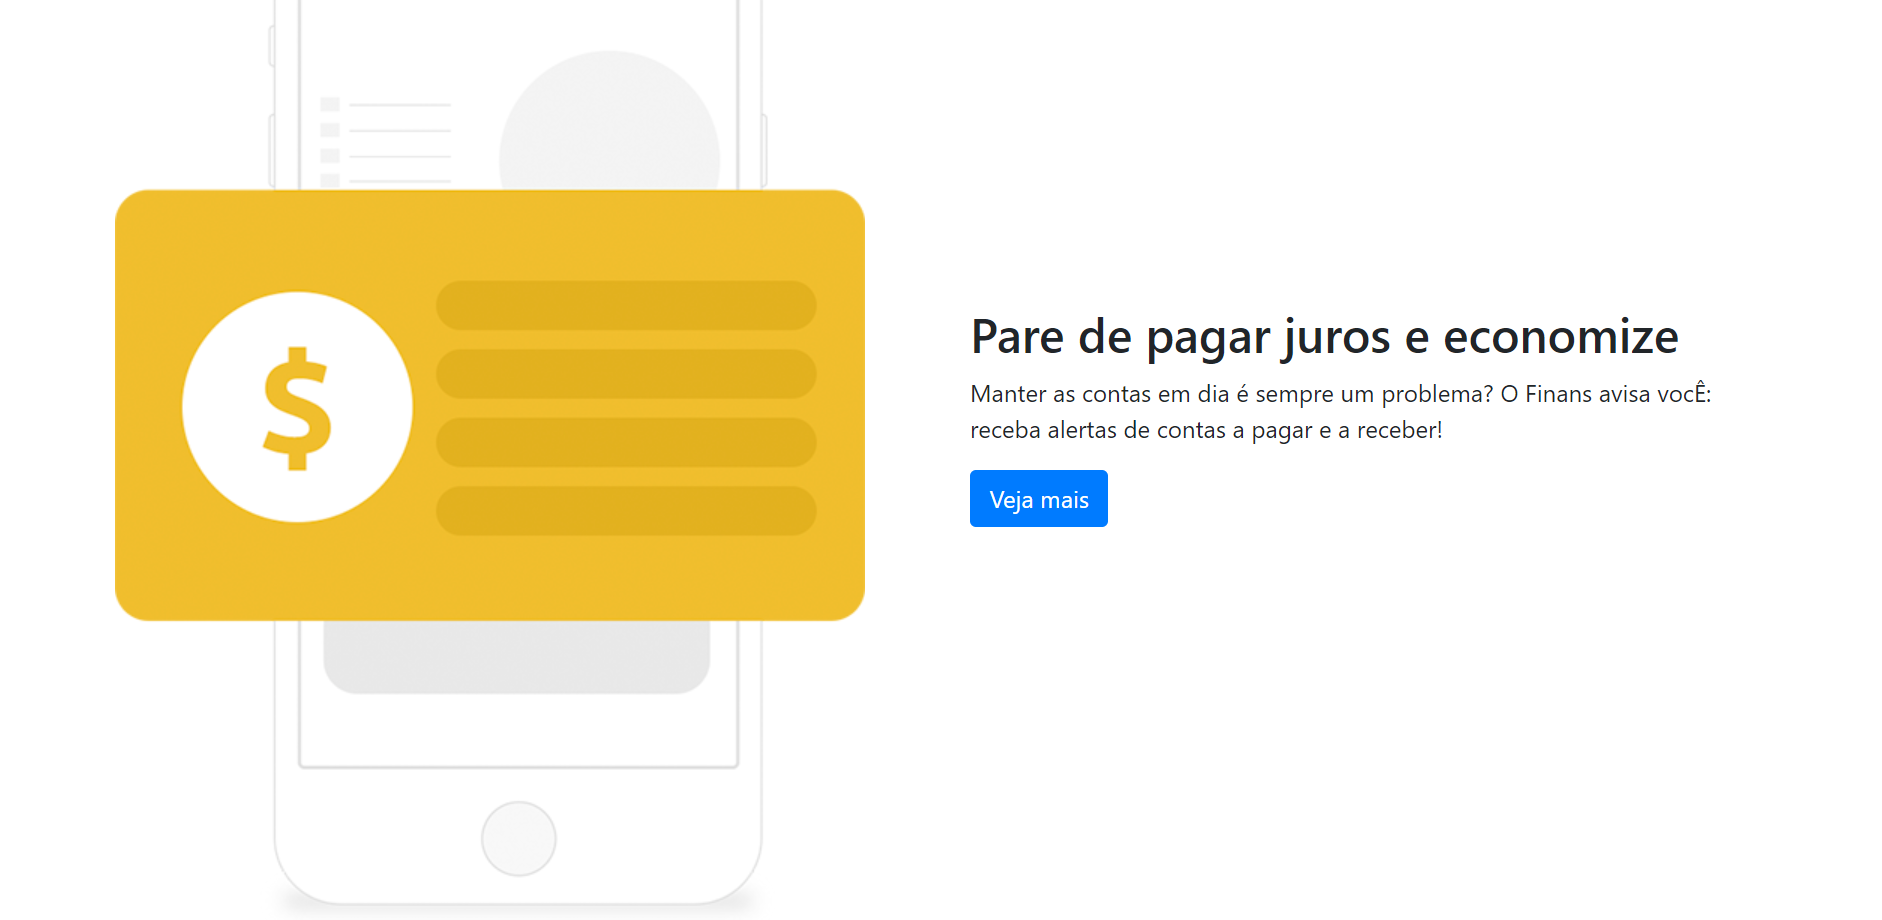 $
Pare de pagar juros e economize
Manter as contas em dia é sempre um problema? O Finans avisa vocÊ:
receba alertas de contas a pagar e a receber!
Veja mais